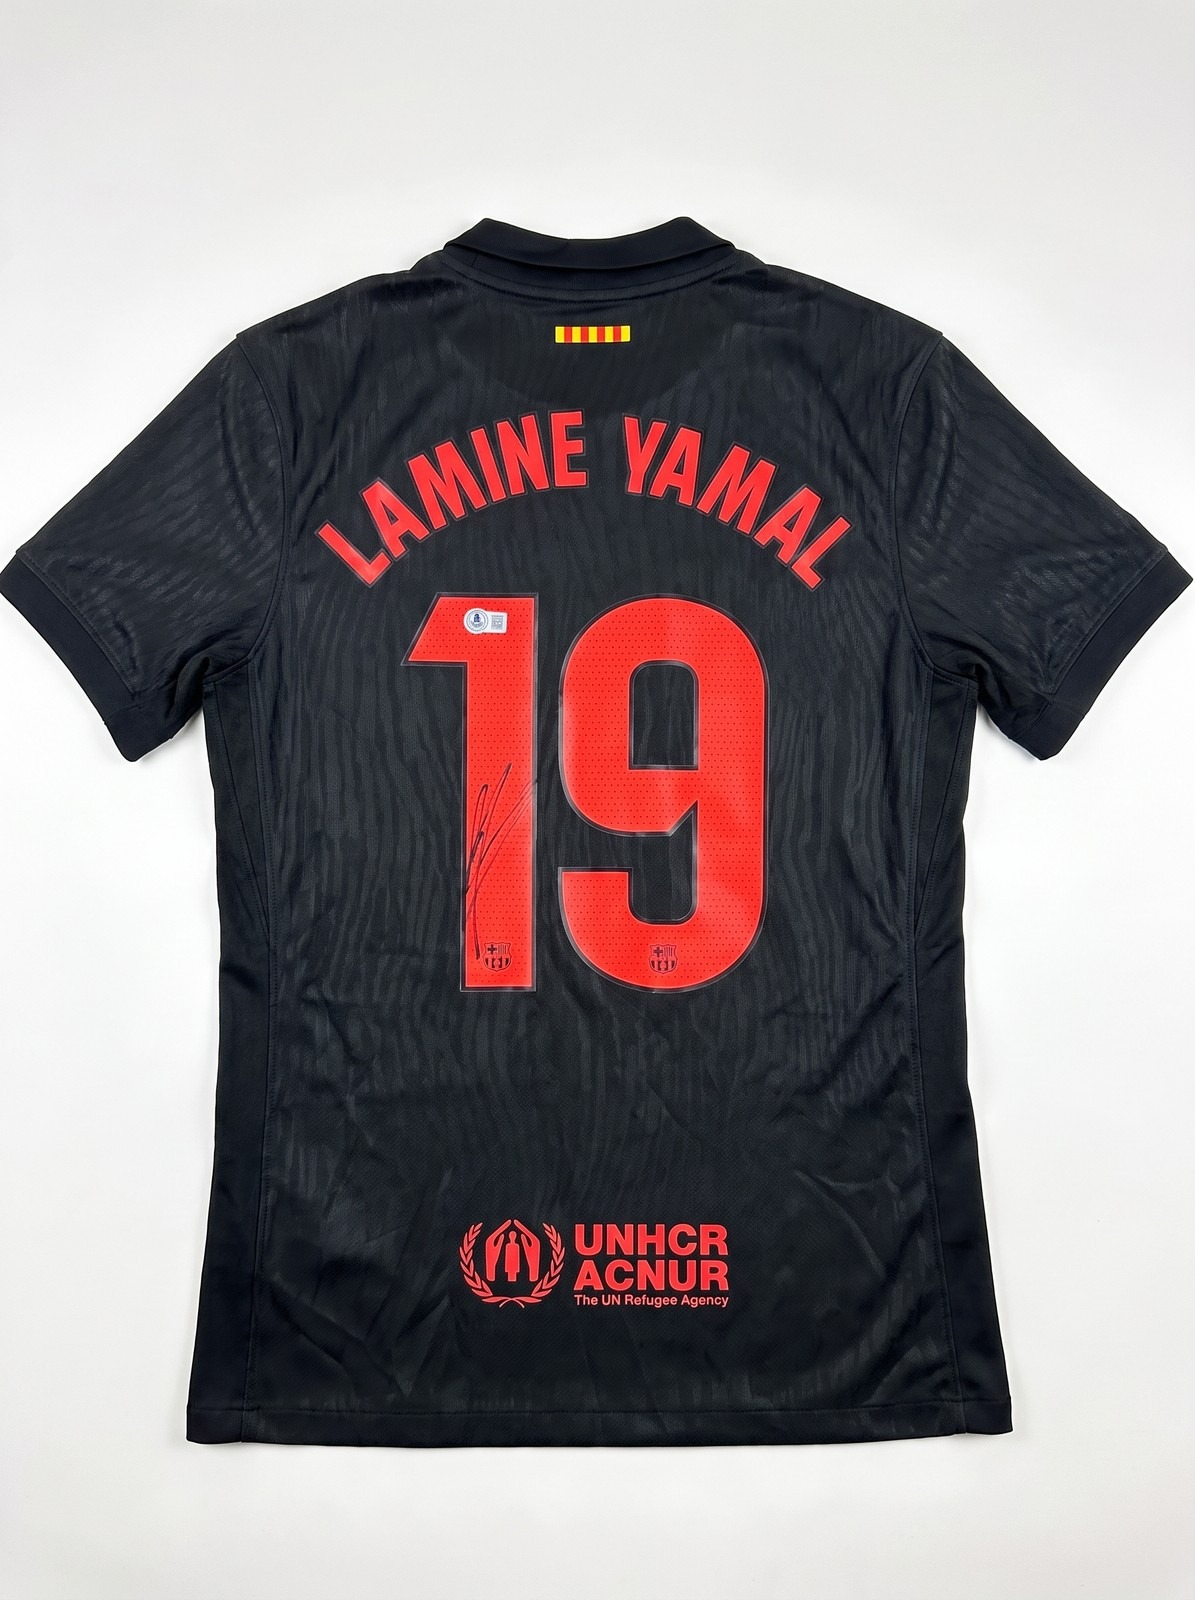 LAMINE YAMAL
19
UNHCR
ACNUR
The UN Refugee Agency